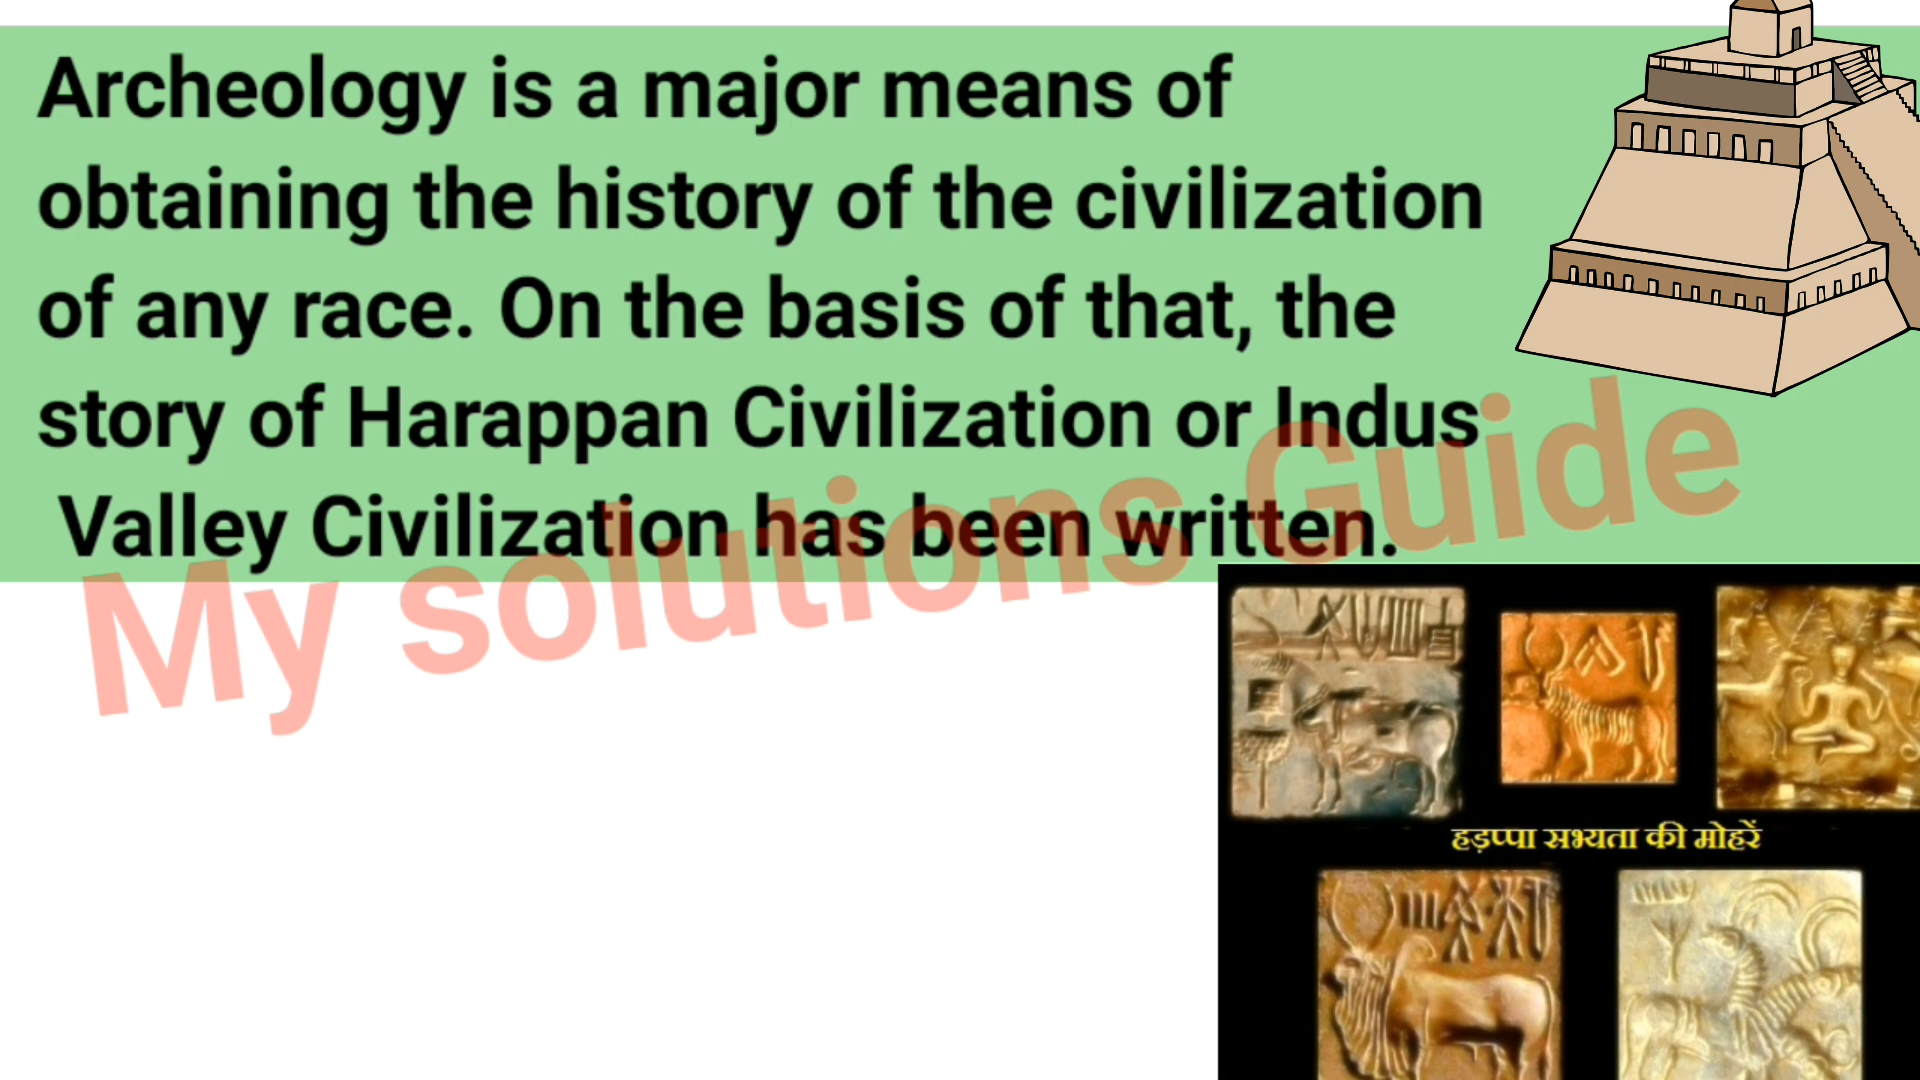 Archeology is a major means of
obtaining the history of the civilization
of any race. On the basis of that, the
story of Harappan Civilization or Indus
Valley Civilization has been written.
My solutions Guide
हड़प्पा सभ्यता की मोहरें